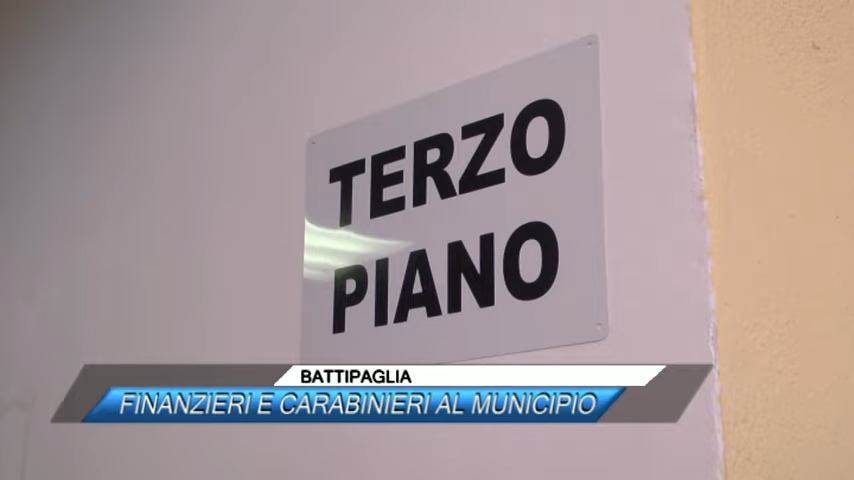 TERZO
PIANO
BATTIPAGLIA
FINANZIERI E CARABINIERI AL MUNICIPIO